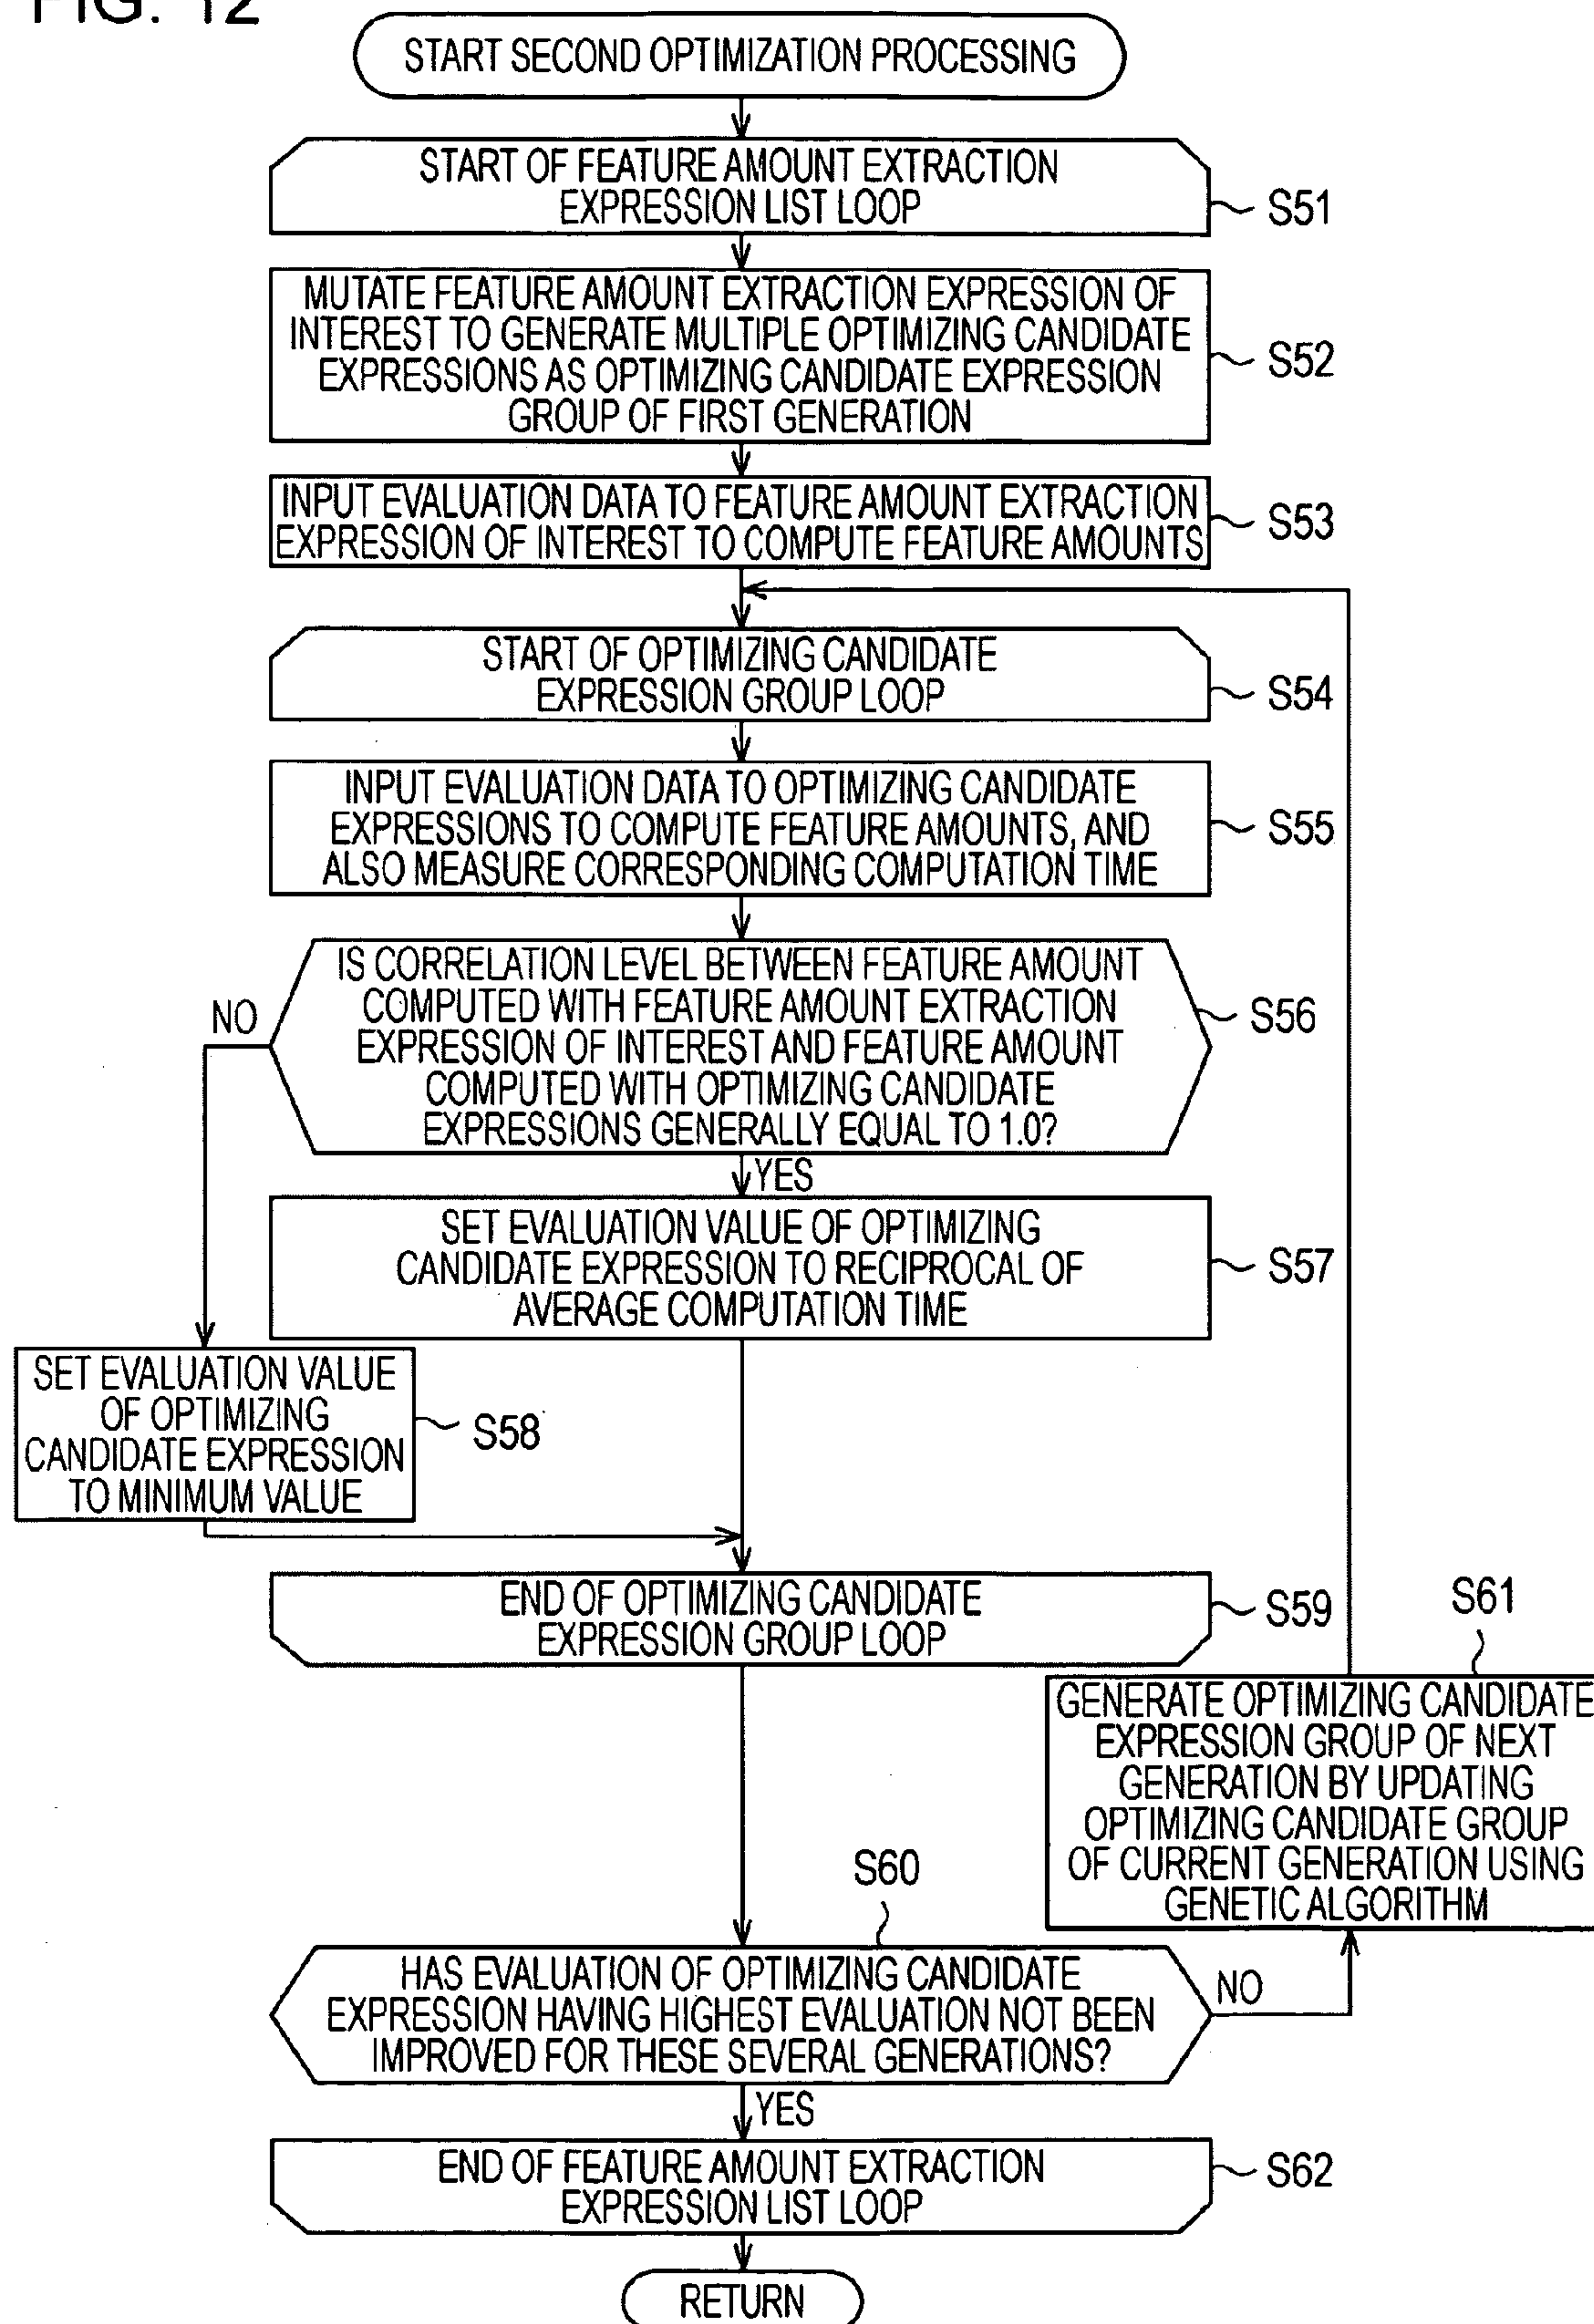 FIG. 12
START SECOND OPTIMIZATION PROCESSING
START OF FEATURE AMOUNT EXTRACTION
EXPRESSION LIST LOOP
S51
MUTATE FEATURE AMOUNT EXTRACTION EXPRESSION OF
INTEREST TO GENERATE MULTIPLE OPTIMIZING CANDIDATE
EXPRESSIONS AS OPTIMIZING CANDIDATE EXPRESSION
GROUP OF FIRST GENERATION
S52
INPUT EVALUATION DATA TO FEATURE AMOUNT EXTRACTION
EXPRESSION OF INTEREST TO COMPUTE FEATURE AMOUNTS
S53
START OF OPTIMIZING CANDIDATE
EXPRESSION GROUP LOOP
S54
INPUT EVALUATION DATA TO OPTIMIZING CANDIDATE
EXPRESSIONS TO COMPUTE FEATURE AMOUNTS, AND
ALSO MEASURE CORRESPONDING COMPUTATION TIME
S55
IS CORRELATION LEVEL BETWEEN FEATURE AMOUNT
COMPUTED WITH FEATURE AMOUNT EXTRACTION
EXPRESSION OF INTEREST AND FEATURE AMOUNT
COMPUTED WITH OPTIMIZING CANDIDATE
EXPRESSIONS GENERALLY EQUAL TO 1.0?
S56
NO
YES
SET EVALUATION VALUE OF OPTIMIZING
CANDIDATE EXPRESSION TO RECIPROCAL OF
AVERAGE COMPUTATION TIME
S57
SET EVALUATION VALUE
OF OPTIMIZING
CANDIDATE EXPRESSION
TO MINIMUM VALUE
S58
END OF OPTIMIZING CANDIDATE
EXPRESSION GROUP LOOP
S59
S61
GENERATE OPTIMIZING CANDIDATE
EXPRESSION GROUP OF NEXT
GENERATION BY UPDATING
OPTIMIZING CANDIDATE GROUP
OF CURRENT GENERATION USING
GENETIC ALGORITHM
S60
HAS EVALUATION OF OPTIMIZING CANDIDATE
EXPRESSION HAVING HIGHEST EVALUATION NOT BEEN
IMPROVED FOR THESE SEVERAL GENERATIONS?
NO
YES
END OF FEATURE AMOUNT EXTRACTION
EXPRESSION LIST LOOP
S62
RETURN